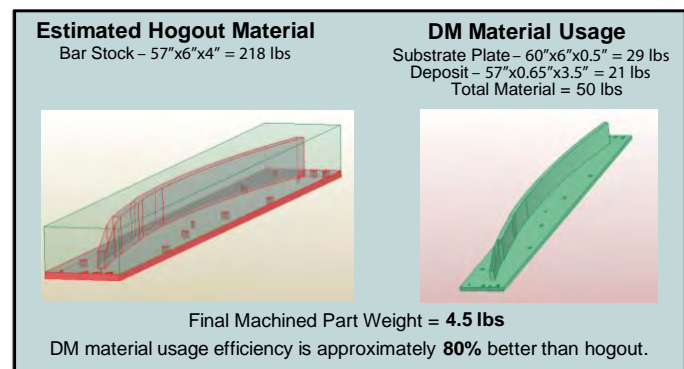 Estimated Hogout Material
Bar Stock – 57”x6”x4” = 218 lbs
DM Material Usage
Substrate Plate – 60”x6”x0.5” = 29 lbs
Deposit – 57”x0.65”x3.5” = 21 lbs
Total Material = 50 lbs
Final Machined Part Weight = 4.5 lbs
DM material usage efficiency is approximately 80% better than hogout.